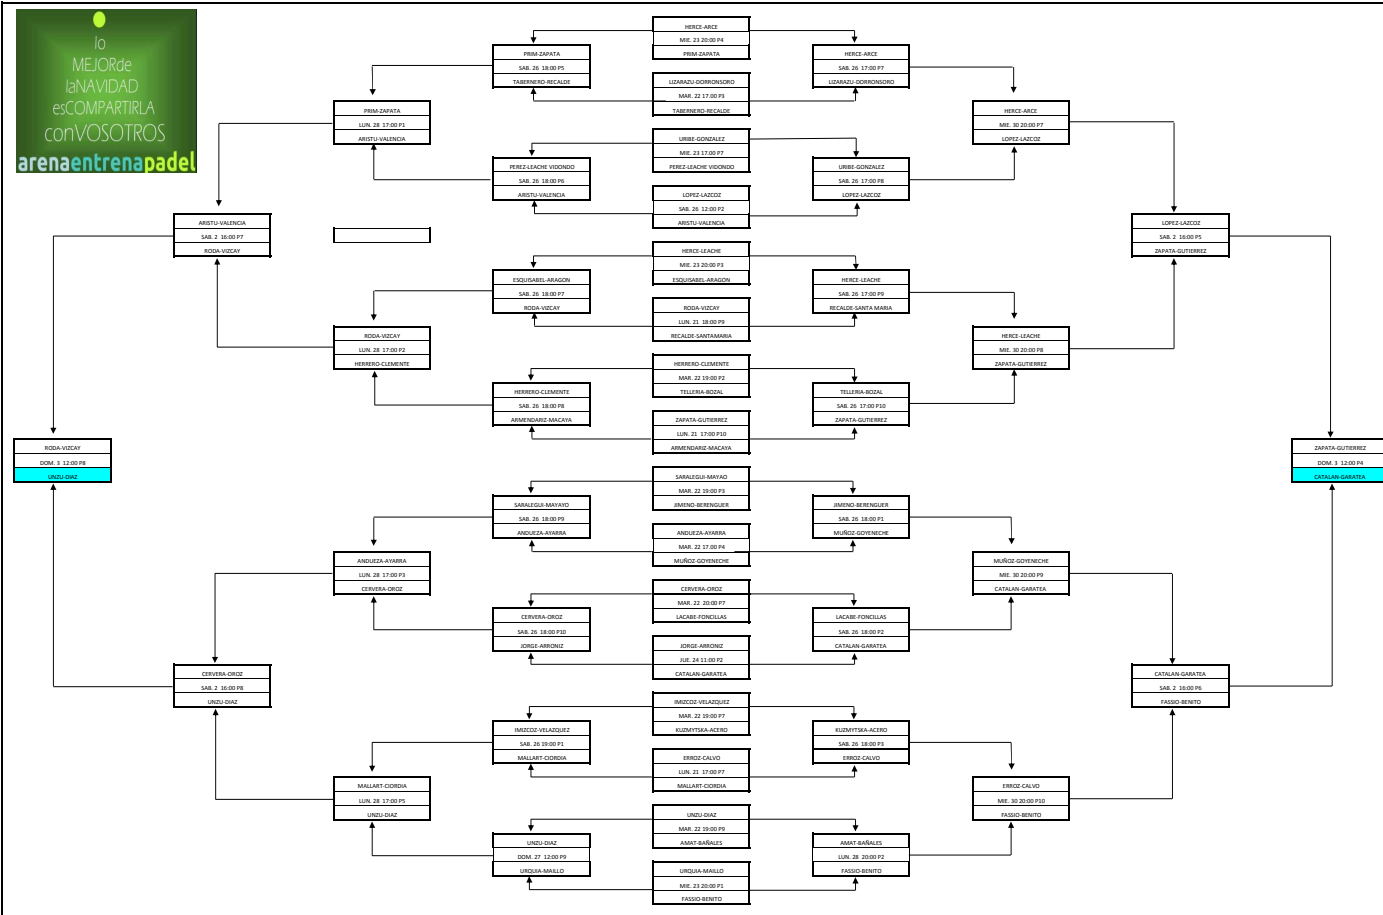 lo
MEJORde
laNAVIDAD
esCOMPARTIRLA
conVOSOTROS
arenaentrenapadel
RODA-VIZCAY
DOM. 3 12:00 P8
UNZU-DIAZ
ARISTU-VALENCIA
SAB. 2 16:00 P7
RODA-VIZCAY
CERVERA-OROZ
SAB. 2 16:00 P8
UNZU-DIAZ
PRIM-ZAPATA
LUN. 28 17:00 P1
ARISTU-VALENCIA
RODA-VIZCAY
LUN. 28 17:00 P2
HERRERO-CLEMENTE
ANDUEZA-AYARRA
LUN. 28 17:00 P3
CERVERA-OROZ
MALLART-CIORDIA
LUN. 28 17:00 P5
UNZU-DIAZ
PRIM-ZAPATA
SAB. 26 18:00 P5
TABERNERO-RECALDE
PEREZ-LEACHE VIDONDO
SAB. 26 18:00 P6
ARISTU-VALENCIA
ESQUISABEL-ARAGON
SAB. 26 18:00 P7
RODA-VIZCAY
HERRERO-CLEMENTE
SAB. 26 18:00 P8
ARMENDARIZ-MACAYA
SARALEGUI-MAYAYO
SAB. 26 18:00 P9
ANDUEZA-AYARRA
CERVERA-OROZ
SAB. 26 18:00 P10
JORGE-ARRONIZ
IMIZCOZ-VELAZQUEZ
SAB. 26 19:00 P1
MALLART-CIORDIA
UNZU-DIAZ
DOM. 27 12:00 P9
URQUIA-MAILLO
HERCE-ARCE
MIE. 23 20:00 P4
PRIM-ZAPATA
LIZARAZU-DORRONSORO
MAR. 22 17.00 P3
TABERNERO-RECALDE
URIBE-GONZALEZ
MIE. 23 17.00 P7
PEREZ-LEACHE VIDONDO
LOPEZ-LAZCOZ
SAB. 26 12:00 P2
ARISTU-VALENCIA
HERCE-LEACHE
MIE. 23 20:00 P3
ESQUISABEL-ARAGON
RODA-VIZCAY
LUN. 21 18:00 P9
RECALDE-SANTAMARIA
HERRERO-CLEMENTE
MAR. 22 19:00 P2
TELLERIA-BOZAL
ZAPATA-GUTIERREZ
LUN. 21 17:00 P10
ARMENDARIZ-MACAYA
SARALEGUI-MAYAO
MAR. 22 19:00 P3
JIMENO-BERENGUER
ANDUEZA-AYARRA
MAR. 22 17.00 P4
MUÑOZ-GOYENECHE
CERVERA-OROZ
MAR. 22 20:00 P7
LACABE-FONCILLAS
JORGE-ARRONIZ
JUE. 24 11:00 P2
CATALAN-GARATEA
IMIZCOZ-VELAZQUEZ
MAR. 22 19:00 P7
KUZMYTSKA-ACERO
ERROZ-CALVO
LUN. 21 17:00 P7
MALLART-CIORDIA
UNZU-DIAZ
MAR. 22 19:00 P9
AMAT-BAÑALES
URQUIA-MAILLO
MIE. 23 20:00 P1
FASSIO-BENITO
HERCE-ARCE
SAB. 26 17:00 P7
LIZARAZU-DORRONSORO
URIBE-GONZALEZ
SAB. 26 17:00 P8
LOPEZ-LAZCOZ
HERCE-LEACHE
SAB. 26 17:00 P9
RECALDE-SANTA MARIA
TELLERIA-BOZAL
SAB. 26 17:00 P10
ZAPATA-GUTIERREZ
JIMENO-BERENGUER
SAB. 26 18:00 P1
MUÑOZ-GOYENECHE
LACABE-FONCILLAS
SAB. 26 18:00 P2
CATALAN-GARATEA
KUZMYTSKA-ACERO
SAB. 26 18:00 P3
ERROZ-CALVO
AMAT-BAÑALES
LUN. 28 20:00 P2
FASSIO-BENITO
HERCE-ARCE
MIE. 30 20:00 P7
LOPEZ-LAZCOZ
HERCE-LEACHE
MIE. 30 20:00 P8
ZAPATA-GUTIERREZ
MUÑOZ-GOYENECHE
MIE. 30 20:00 P9
CATALAN-GARATEA
ERROZ-CALVO
MIE. 30 20:00 P10
FASSIO-BENITO
LOPEZ-LAZCOZ
SAB. 2 16:00 P5
ZAPATA-GUTIERREZ
CATALAN-GARATEA
SAB. 2 16:00 P6
FASSIO-BENITO
ZAPATA-GUTIERREZ
DOM. 3 12:00 P4
CATALAN-GARATEA